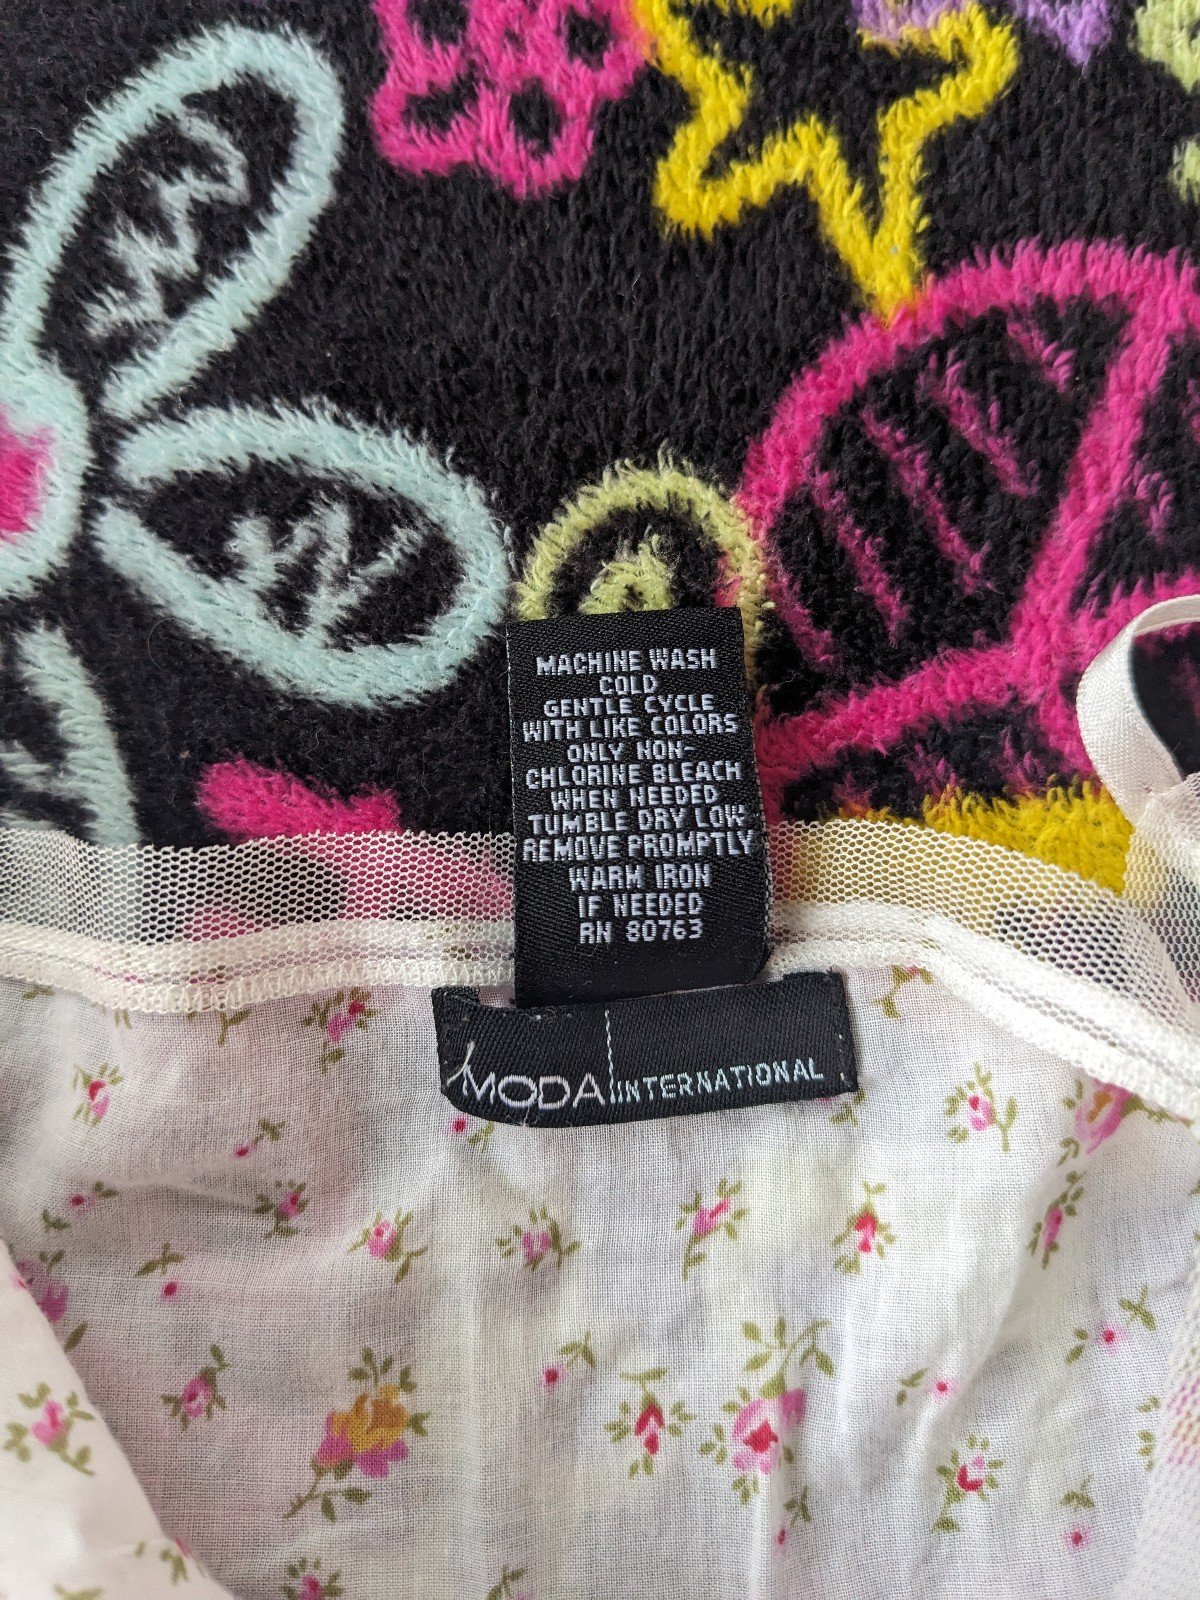 MACHINE WASH
COLD
GENTLE CYCLE
WITH LIKE COLORS
ONLY NON-
CHLORINE BLEACH
WHEN NEEDED
TUMBLE DRY LOW
REMOVE PROMPTLY
WARM IRON
IF NEEDED
RN 80763
MODA INTERNATIONAL